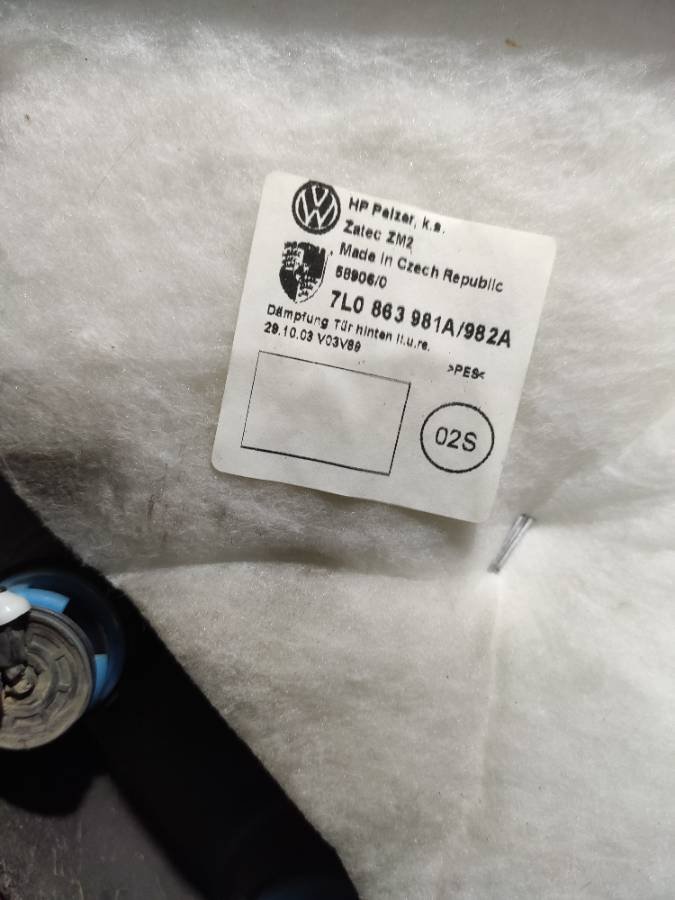 HP Pelzer, k.s.
Žatec ZM2
Made in Czech Republic
58906/0
7L0 863 981A/982A
Dämpfung Tür hinten li.u.re.
29.10.03 V03V89
>PES<
02S